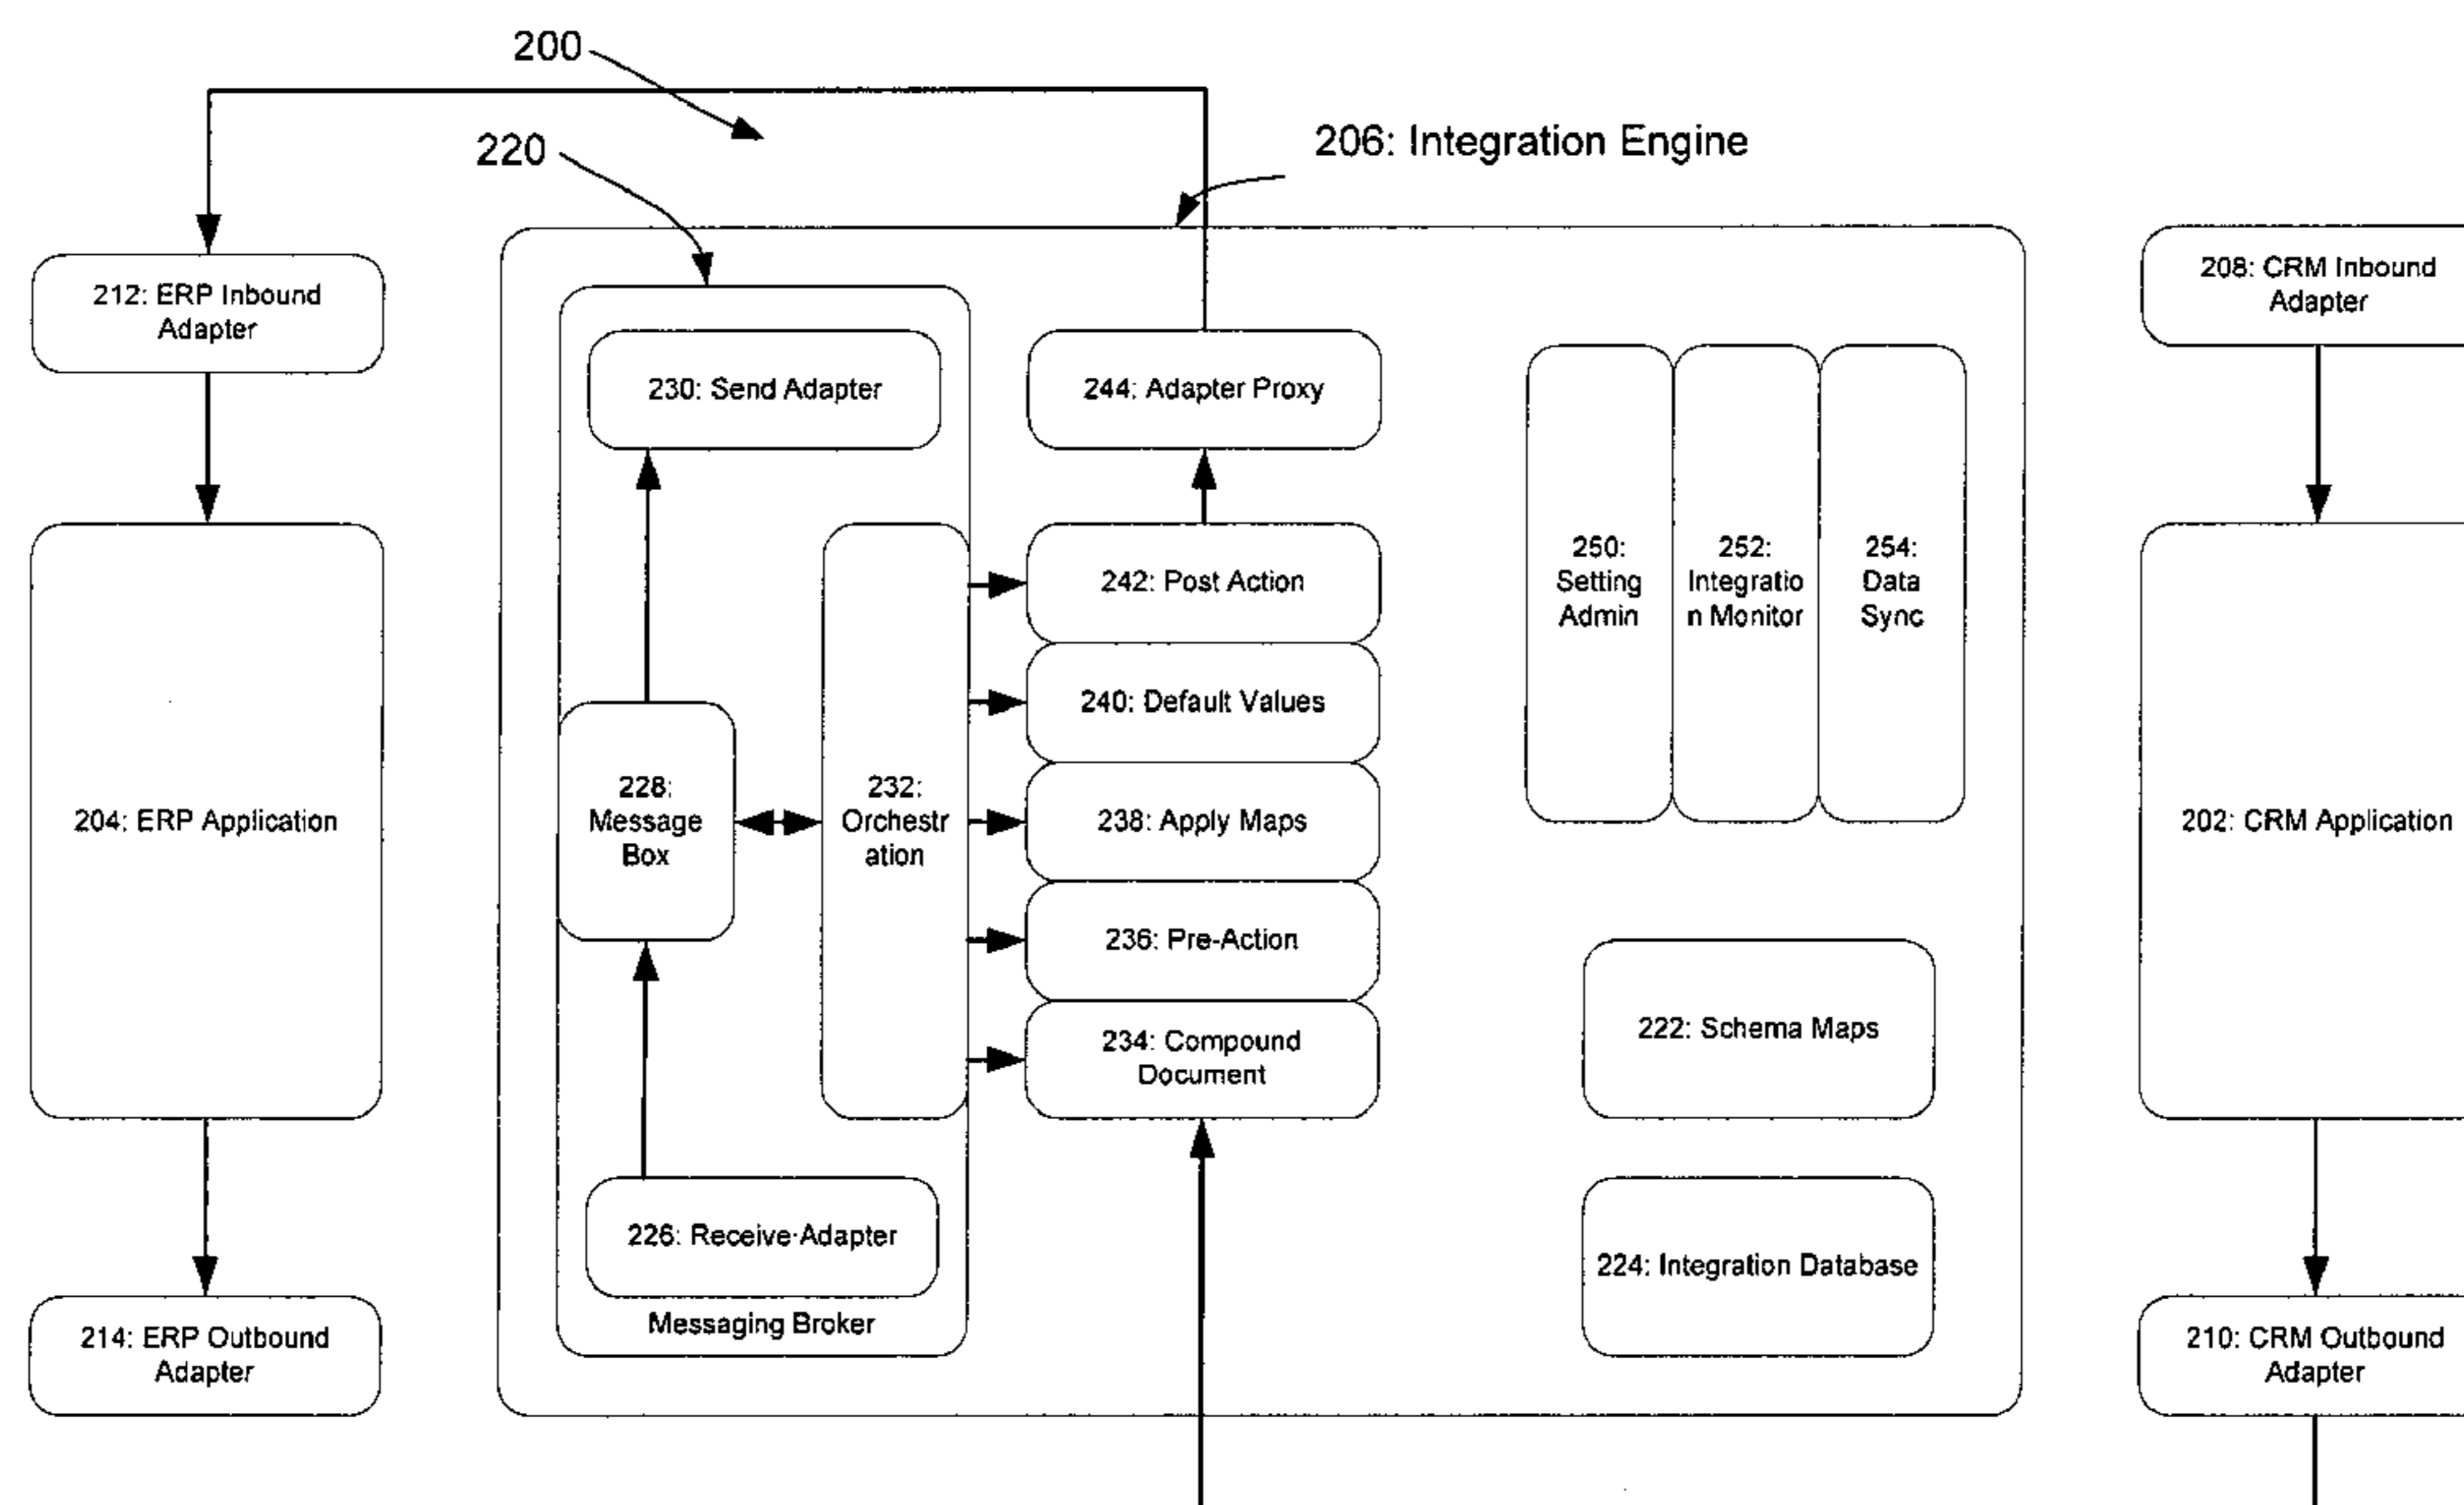 200
220
206: Integration Engine
212: ERP Inbound
Adapter
204: ERP Application
214: ERP Outbound
Adapter
230: Send Adapter
228:
Message
Box
232:
Orchestr
ation
226: Receive-Adapter
Messaging Broker
244: Adapter Proxy
242: Post Action
240: Default Values
238: Apply Maps
236: Pre-Action
234: Compound
Document
250:
Setting
Admin
252:
Integratio
n Monitor
254:
Data
Sync
222: Schema Maps
224: Integration Database
208: CRM Inbound
Adapter
202: CRM Application
210: CRM Outbound
Adapter